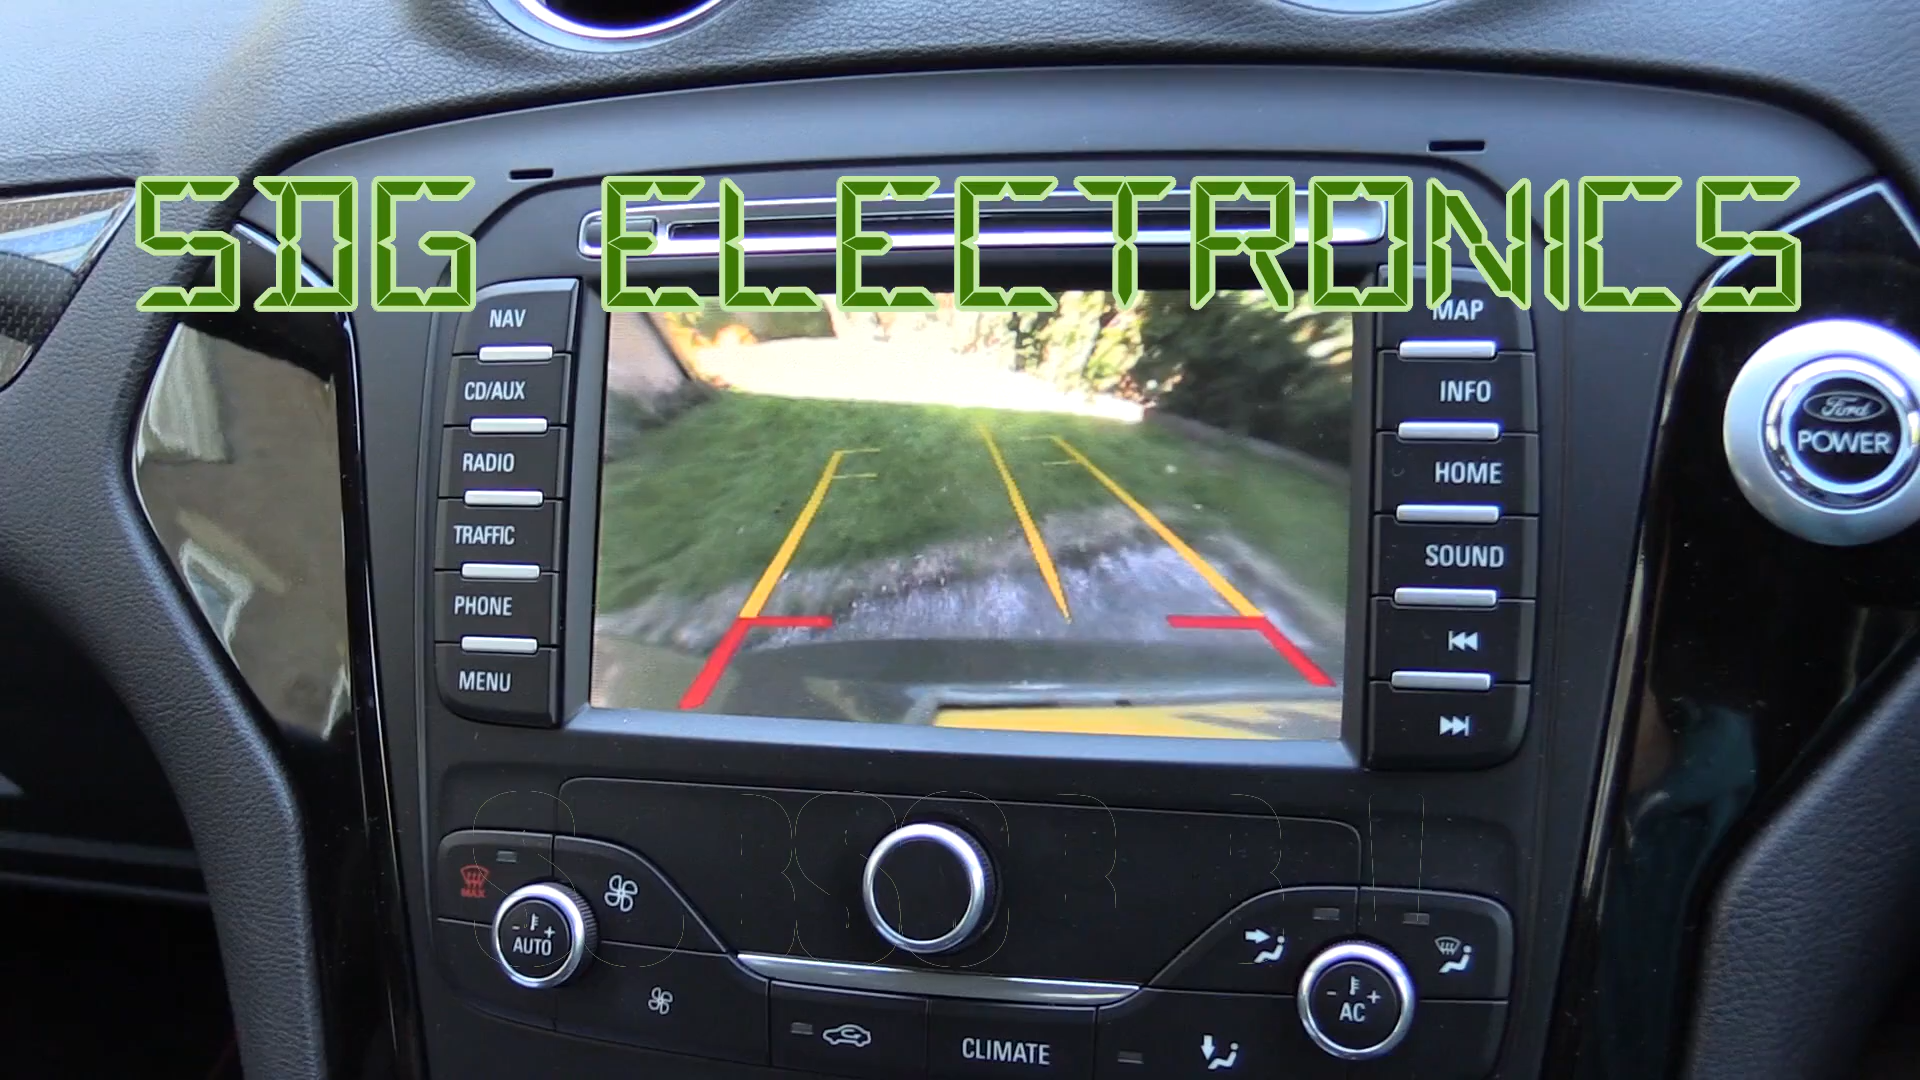 SDG ELECTRONICS
NAV
CD/AUX
RADIO
TRAFFIC
PHONE
MENU
MAP
INFO
HOME
SOUND
Ford
POWER
MAX
- +
AUTO
- +
AC
CLIMATE